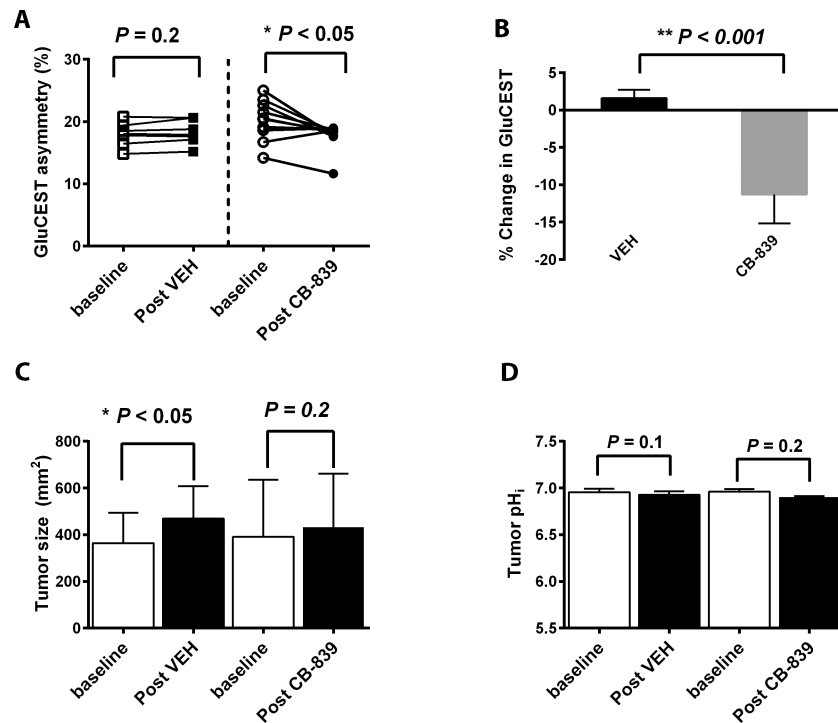 A
P = 0.2
* P < 0.05
GluCEST asymmetry (%)
30
20
10
0
baseline
Post VEH
baseline
Post CB-839
B
** P < 0.001
% Change in GluCEST
5
0
-5
-10
-15
-20
VEH
CB-839
C
* P < 0.05
P = 0.2
Tumor size (mm²)
800
600
400
200
0
baseline
Post VEH
baseline
Post CB-839
D
P = 0.1
P = 0.2
Tumor pHi
7.5
7.0
6.5
6.0
5.5
baseline
Post VEH
baseline
Post CB-839